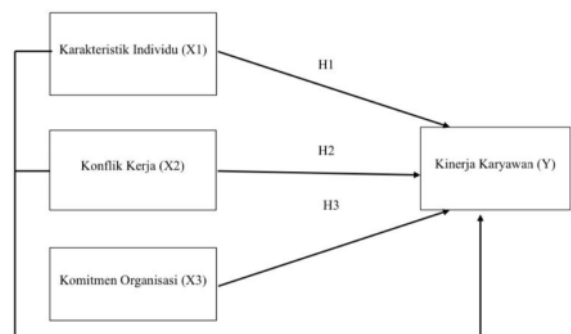 Karakteristik Individu (X1)
H1
Konflik Kerja (X2)
H2
Kinerja Karyawan (Y)
H3
Komitmen Organisasi (X3)